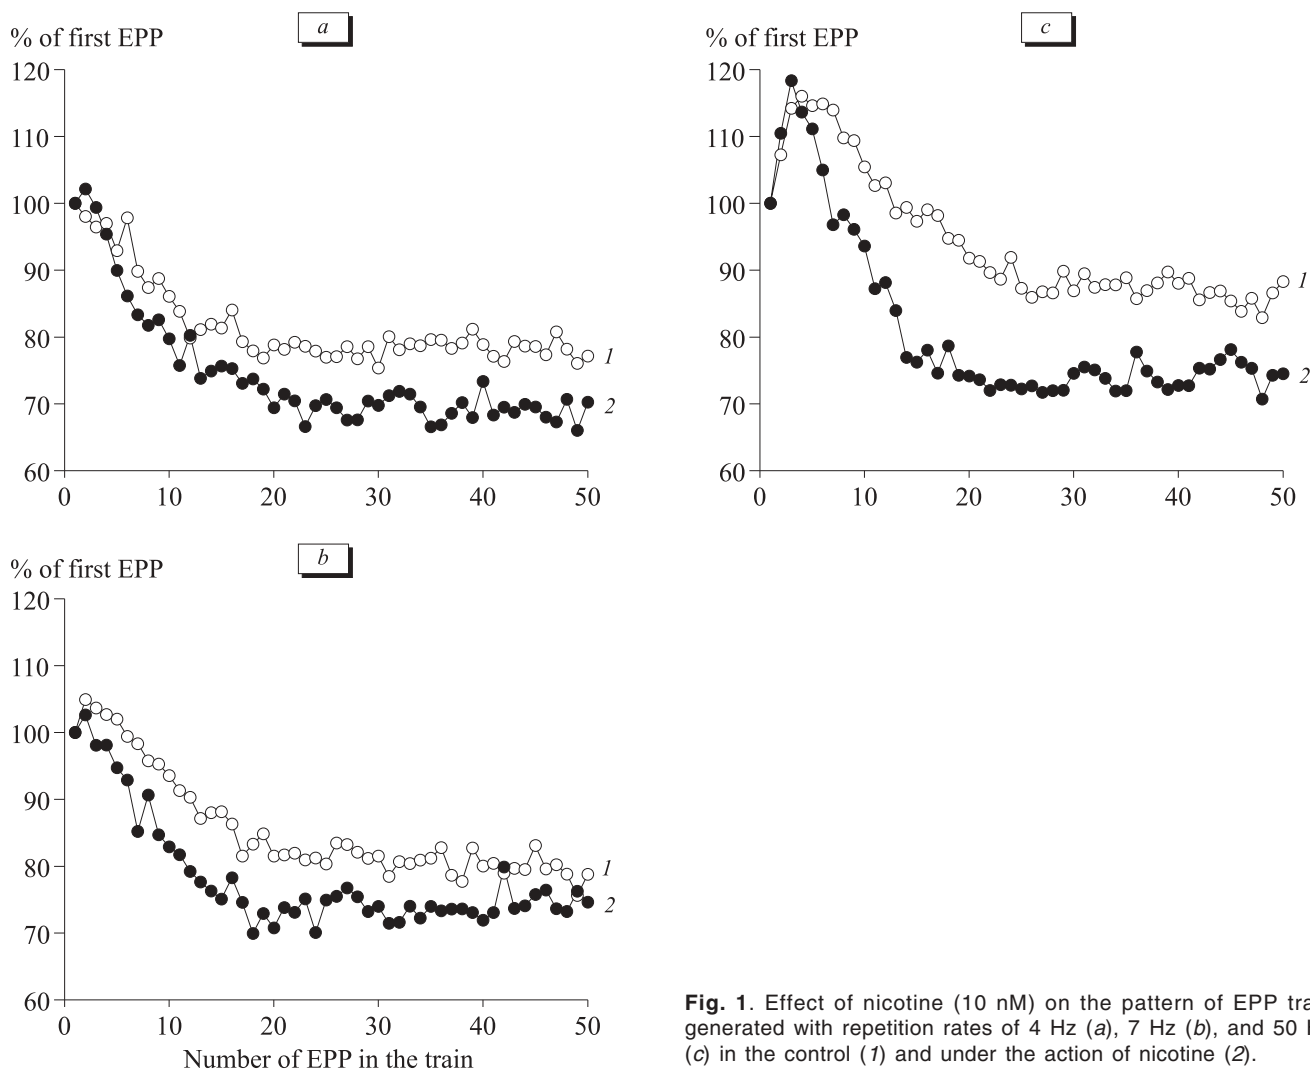 a
% of first EPP
120
110
100
90
80
70
60
0 10 20 30 40 50
1
2
c
% of first EPP
120
110
100
90
80
70
60
0 10 20 30 40 50
1
2
b
% of first EPP
120
110
100
90
80
70
60
0 10 20 30 40 50
1
2
Number of EPP in the train
Fig. 1. Effect of nicotine (10 nM) on the pattern of EPP
generated with repetition rates of 4 Hz (a), 7 Hz (b), and 50
(c) in the control (1) and under the action of nicotine (2).